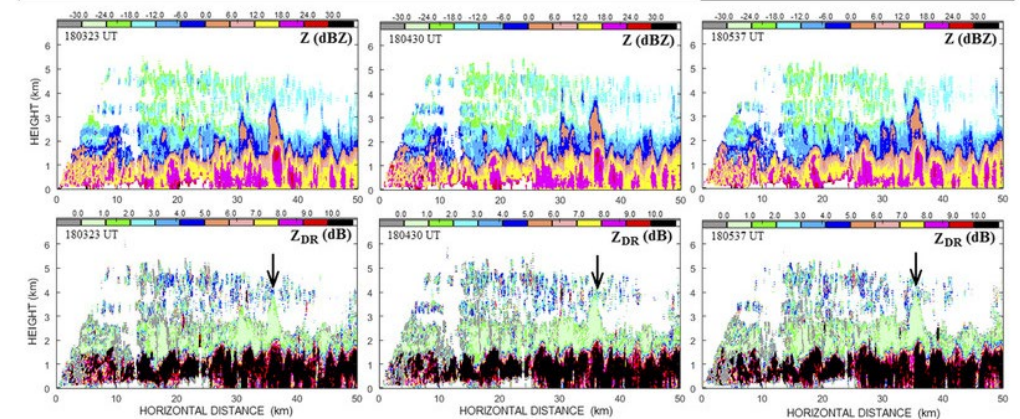 -30.0 -24.0 -18.0 -12.0 -6.0 0.0 6.0 12.0 18.0 24.0 30.0
-30.0 -24.0 -18.0 -12.0 -6.0 0.0 6.0 12.0 18.0 24.0 30.0
-30.0 -24.0 -18.0 -12.0 -6.0 0.0 6.0 12.0 18.0 24.0 30.0
180323 UT Z (dBZ)
180430 UT Z (dBZ)
180537 UT Z (dBZ)
HEIGHT (km)
6
5
4
3
2
1
0
0 10 20 30 40 50
0 10 20 30 40 50
0 10 20 30 40 50
0.0 1.0 2.0 3.0 4.0 5.0 6.0 7.0 8.0 9.0 10.0
0.0 1.0 2.0 3.0 4.0 5.0 6.0 7.0 8.0 9.0 10.0
0.0 1.0 2.0 3.0 4.0 5.0 6.0 7.0 8.0 9.0 10.0
180323 UT ZDR (dB)
180430 UT ZDR (dB)
180537 UT ZDR (dB)
HEIGHT (km)
6
5
4
3
2
1
0
0 10 20 30 40 50
0 10 20 30 40 50
0 10 20 30 40 50
HORIZONTAL DISTANCE (km)
HORIZONTAL DISTANCE (km)
HORIZONTAL DISTANCE (km)